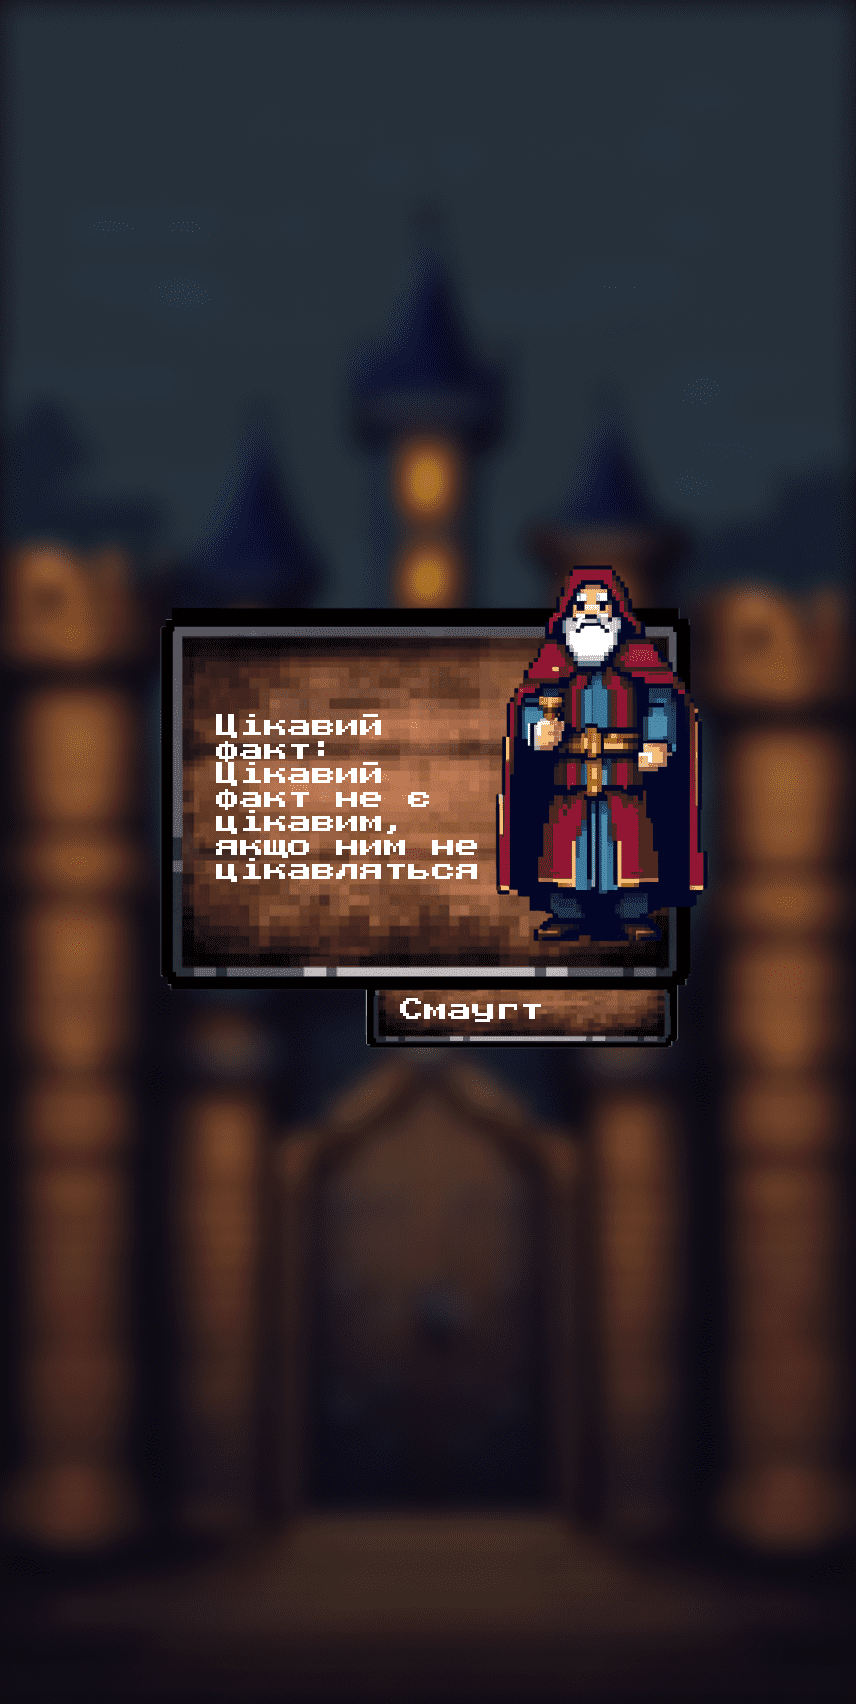 Цікавий
факт:
Цікавий
факт не є
цікавим,
якщо ним не
цікавляться
Смаугт